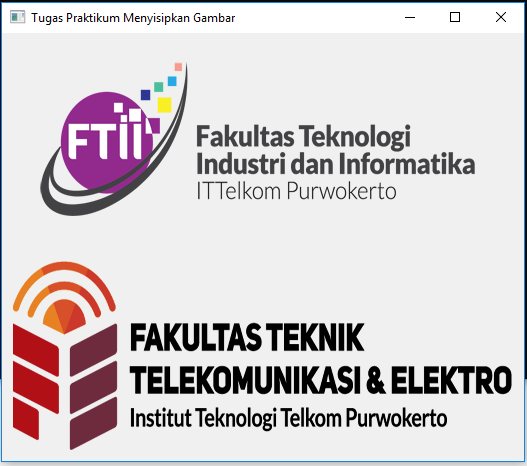 Tugas Praktikum Menyisipkan Gambar
FTII
Fakultas Teknologi
Industri dan Informatika
ITTelkom Purwokerto
FAKULTAS TEKNIK
TELEKOMUNIKASI & ELEKTRO
Institut Teknologi Telkom Purwokerto